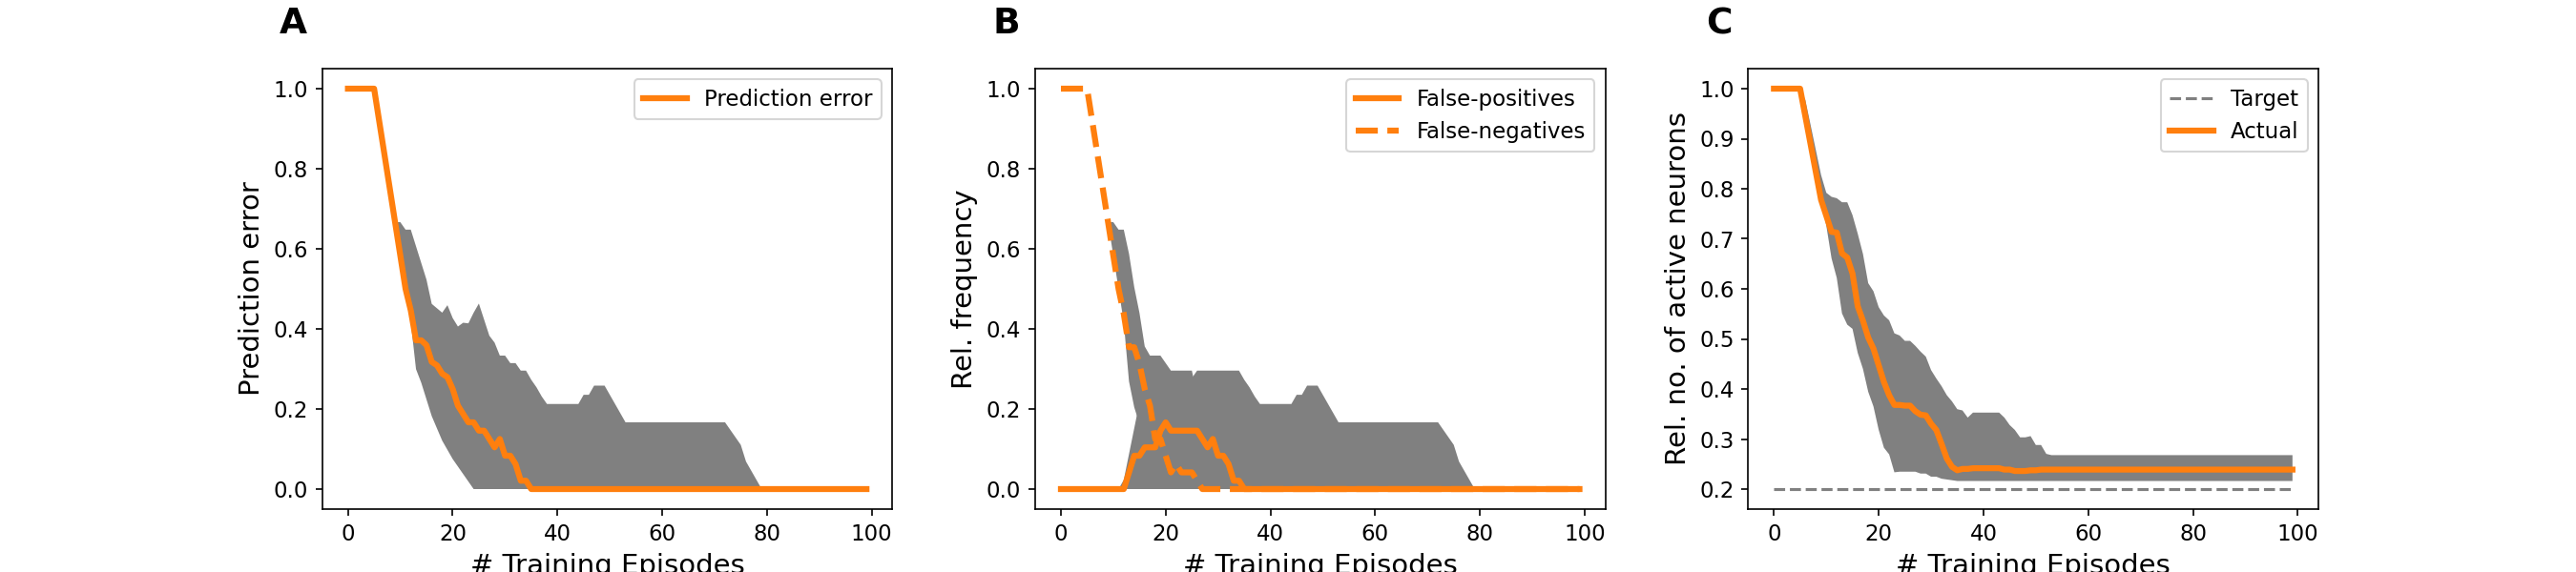 A
Prediction error
1.0
0.8
0.6
0.4
0.2
0.0
Prediction error
0 20 40 60 80 100
# Training Episodes
B
False-positives
False-negatives
1.0
0.8
0.6
0.4
0.2
0.0
Rel. frequency
0 20 40 60 80 100
# Training Episodes
C
Target
Actual
1.0
0.9
0.8
0.7
0.6
0.5
0.4
0.3
0.2
Rel. no. of active neurons
0 20 40 60 80 100
# Training Episodes